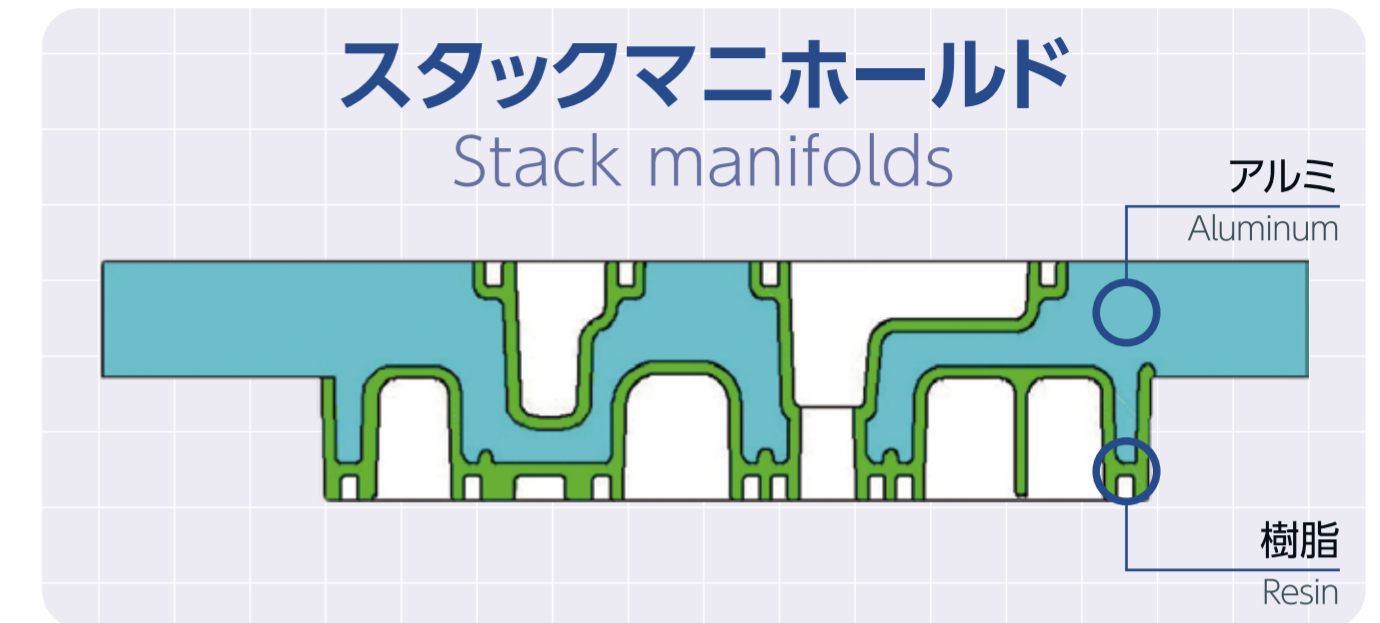 スタックマニホールド
Stack manifolds
アルミ
Aluminum
樹脂
Resin